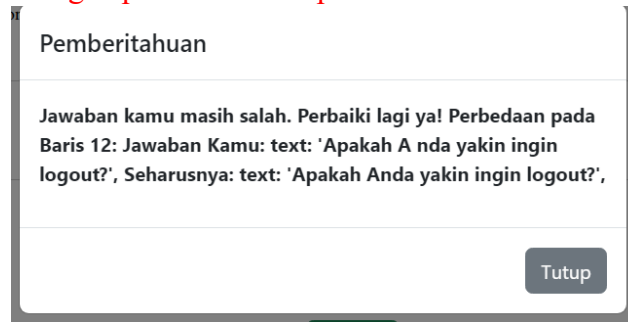 Pemberitahuan
Jawaban kamu masih salah. Perbaiki lagi ya! Perbedaan pada
Baris 12: Jawaban Kamu: text: 'Apakah A nda yakin ingin
logout?', Seharusnya: text: 'Apakah Anda yakin ingin logout?',
Tutup